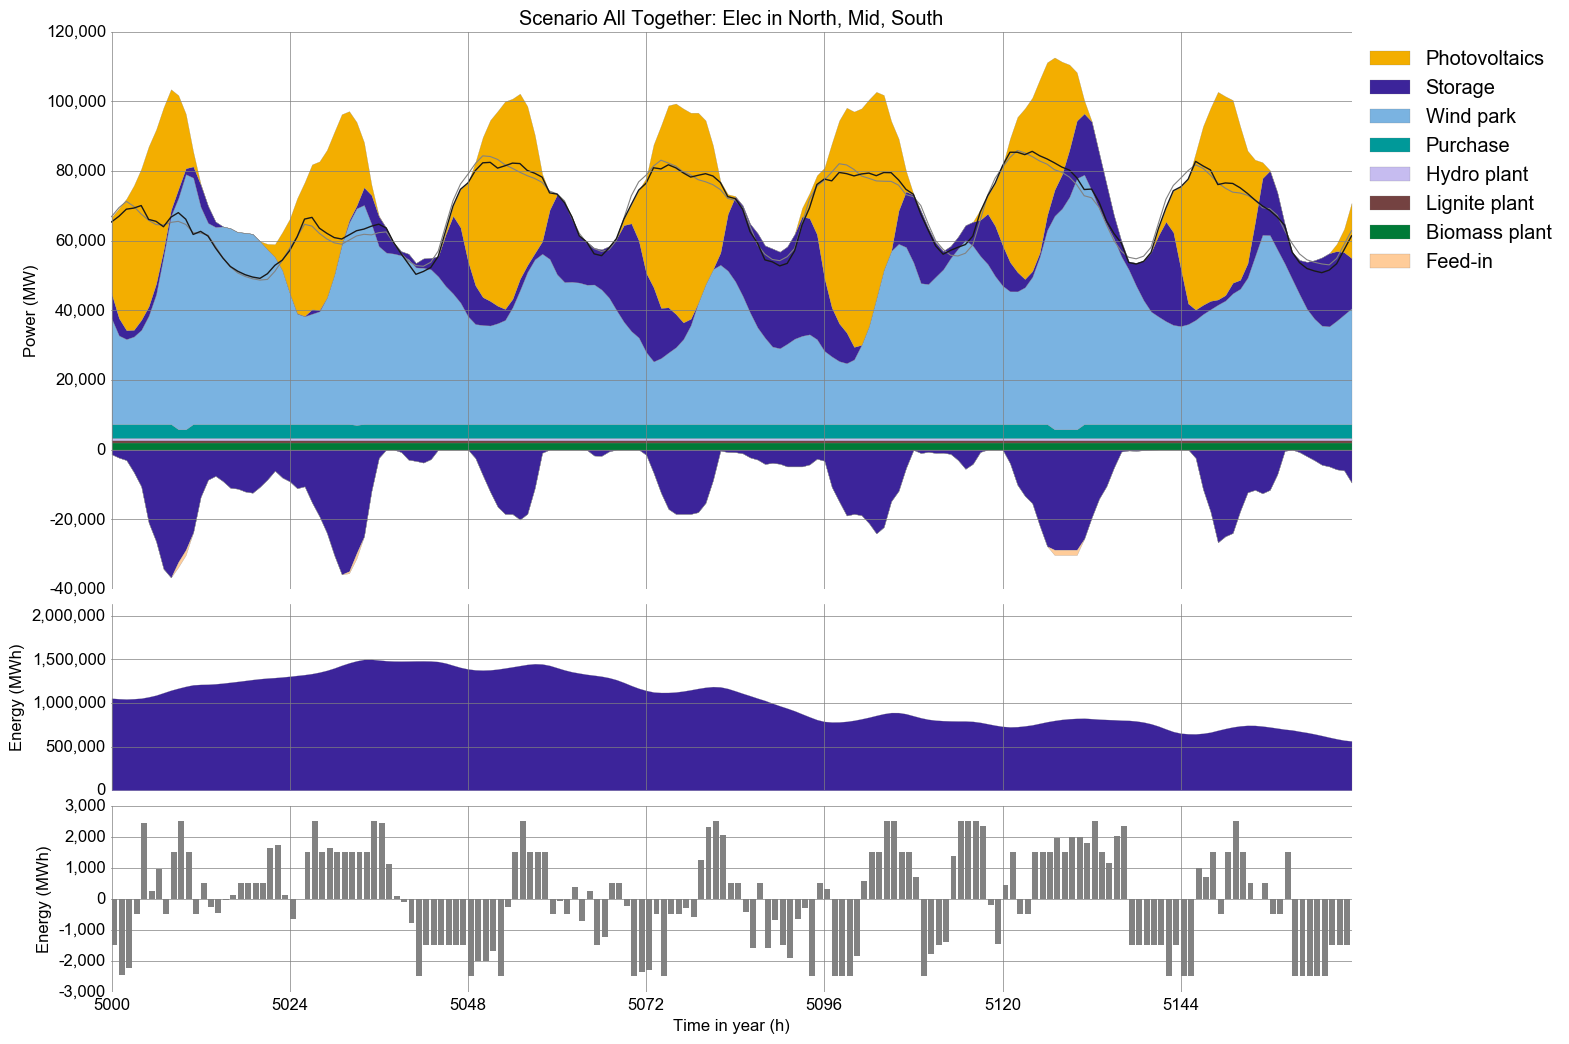 Scenario All Together: Elec in North, Mid, South
120,000
100,000
80,000
60,000
40,000
20,000
0
-20,000
-40,000
Power (MW)
Photovoltaics
Storage
Wind park
Purchase
Hydro plant
Lignite plant
Biomass plant
Feed-in
2,000,000
1,500,000
1,000,000
500,000
0
Energy (MWh)
3,000
2,000
1,000
0
-1,000
-2,000
-3,000
Energy (MWh)
5000 5024 5048 5072 5096 5120 5144
Time in year (h)